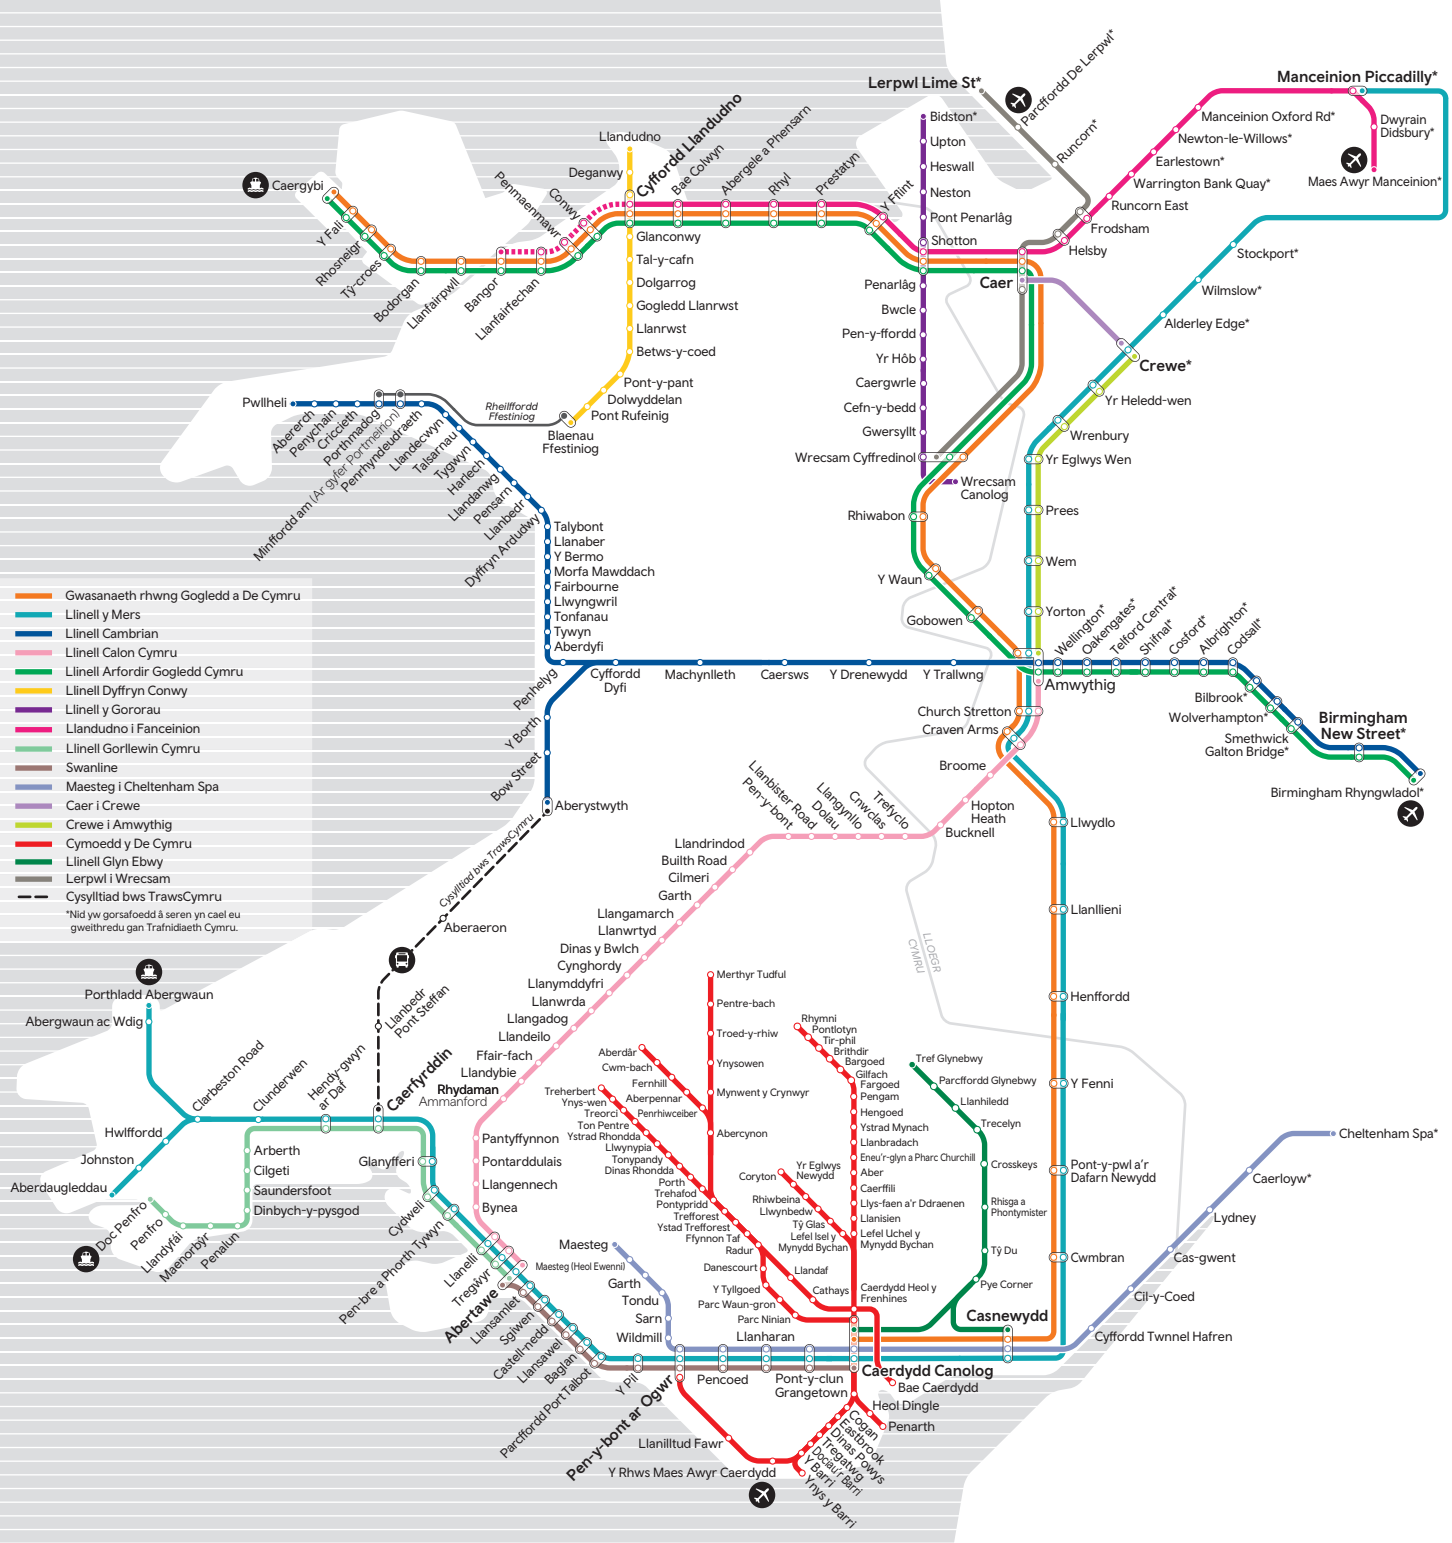 Lerpwl Lime St*
Parcffordd De Lerpwl*
Runcorn*
Manceinion Piccadilly*
Manceinion Oxford Rd*
Newton-le-Willows*
Earlestown*
Warrington Bank Quay*
Runcorn East
Frodsham
Helsby
Dwyrain
Didsbury*
Maes Awyr Manceinion*
Stockport*
Wilmslow*
Alderley Edge*
Crewe*
Yr Heledd-wen
Wrenbury
Yr Eglwys Wen
Prees
Wem
Yorton
Bidston*
Upton
Heswall
Neston
Pont Penarlâg
Shotton
Penarlâg
Bwcle
Pen-y-ffordd
Yr Hôb
Caergwrle
Cefn-y-bedd
Gwersyllt
Wrecsam Cyffredinol
Wrecsam
Canolog
Rhiwabon
Y Waun
Gobowen
Caer
Caergybi
Y Fali
Rhosneigr
Tŷ-croes
Bodorgan
Llanfairpwll
Bangor
Llanfairfechan
Penmaenmawr
Conwy
Cyffordd Llandudno
Bae Colwyn
Abergele a Phensarn
Rhyl
Prestatyn
Y Fflint
Llandudno
Deganwy
Glanconwy
Tal-y-cafn
Dolgarrog
Gogledd Llanrwst
Llanrwst
Betws-y-coed
Pont-y-pant
Dolwyddelan
Pont Rufeinig
Blaenau
Ffestiniog
Rheilffordd
Ffestiniog
Pwllheli
Abererch
Penychain
Criccieth
Porthmadog
Minffordd am (Ar gyfer Portmeirion)
Penrhyndeudraeth
Llandecwyn
Talsarnau
Tygwyn
Harlech
Llandanwg
Pensarn
Llanbedr
Dyffryn Ardudwy
Talybont
Llanaber
Y Bermo
Morfa Mawddach
Fairbourne
Llwyngwril
Tonfanau
Tywyn
Aberdyfi
Penhelyg
Cyffordd
Dyfi
Machynlleth
Caersws
Y Drenewydd
Y Trallwng
Amwythig
Wellington*
Oakengates*
Telford Central*
Shifnal*
Cosford*
Albrighton*
Codsall*
Bilbrook*
Wolverhampton*
Smethwick
Galton Bridge*
Birmingham
New Street*
Birmingham Rhyngwladol*
Y Borth
Bow Street
Aberystwyth
Cysylltiad bws TrawsCymru
Aberaeron
Llanbedr
Pont Steffan
Gwasanaeth rhwng Gogledd a De Cymru
Llinell y Mers
Llinell Cambrian
Llinell Calon Cymru
Llinell Arfordir Gogledd Cymru
Llinell Dyffryn Conwy
Llinell y Gororau
Llandudno i Fanceinion
Llinell Gorllewin Cymru
Swanline
Maesteg i Cheltenham Spa
Caer i Crewe
Crewe i Amwythig
Cymoedd y De Cymru
Llinell Glyn Ebwy
Lerpwl i Wrecsam
Cysylltiad bws TrawsCymru
*Nid yw gorsafoedd â seren yn cael eu
gweithredu gan Trafnidiaeth Cymru.
Church Stretton
Craven Arms
Broome
Hopton
Heath
Bucknell
Trefyclo
Cnwclas
Llangynllo
Dolau
Llanbister Road
Pen-y-bont
Llandrindod
Builth Road
Cilmeri
Garth
Llangamarch
Llanwrtyd
Dinas y Bwlch
Cynghordy
Llanymddyfri
Llanwrda
Llangadog
Llandeilo
Ffair-fach
Llandybie
Rhydaman
Ammanford
Pantyffynnon
Pontarddulais
Llangennech
Bynea
Llwydlo
Llanllieni
Henffordd
Y Fenni
Pont-y-pwl a'r
Dafarn Newydd
Cwmbran
LLOEGR
CYMRU
Porthladd Abergwaun
Abergwaun ac Wdig
Clarbeston Road
Clunderwen
Hendy-gwyn
ar Daf
Caerfyrddin
Hwlffordd
Johnston
Aberdaugleddau
Arberth
Cilgeti
Saundersfoot
Dinbych-y-pysgod
Doc Penfro
Penfro
Llandyfái
Maenorbŷr
Penalun
Glanyfferi
Cydweli
Pen-bre a Phorth Tywyn
Llanelli
Tregŵyr
Abertawe
Llansamlet
Sgiwen
Castell-nedd
Llansawel
Baglan
Parcffordd Port Talbot
Y Pîl
Pen-y-bont ar Ogwr
Pencoed
Llanharan
Pont-y-clun
Maesteg
Maesteg (Heol Ewenni)
Garth
Tondu
Sarn
Wildmill
Merthyr Tudful
Pentre-bach
Troed-y-rhiw
Ynysowen
Mynwent y Crynwyr
Abercynon
Aberdâr
Cwm-bach
Fernhill
Aberpennar
Penrhiwceiber
Treherbert
Ynys-wen
Treorci
Ton Pentre
Ystrad Rhondda
Llwynypia
Tonypandy
Dinas Rhondda
Porth
Trehafod
Pontypridd
Trefforest
Ystad Trefforest
Ffynnon Taf
Radur
Danescourt
Y Tyllgoed
Parc Waun-gron
Parc Ninian
Llandaf
Cathays
Rhymni
Pontlotyn
Tir-phil
Brithdir
Bargoed
Gilfach
Fargoed
Pengam
Hengoed
Ystrad Mynach
Llanbradach
Eneu'r-glyn a Pharc Churchill
Aber
Caerffili
Llys-faen a'r Ddraenen
Llanisien
Lefel Uchel y
Mynydd Bychan
Caerdydd Heol y
Frenhines
Coryton
Yr Eglwys
Newydd
Rhiwbeina
Llwynbedw
Tŷ Glas
Lefel Isel y
Mynydd Bychan
Tref Glynebwy
Parcffordd Glynebwy
Llanhiledd
Trecelyn
Crosskeys
Rhisga a
Phontymister
Tŷ Du
Pye Corner
Casnewydd
Caerdydd Canolog
Bae Caerdydd
Grangetown
Heol Dingle
Penarth
Cogan
Eastbrook
Dinas Powys
Tregatwg
Dociau'r Barri
Y Barri
Ynys y Barri
Llanilltud Fawr
Y Rhws Maes Awyr Caerdydd
Cheltenham Spa*
Caerloyw*
Lydney
Cas-gwent
Cil-y-Coed
Cyffordd Twnnel Hafren